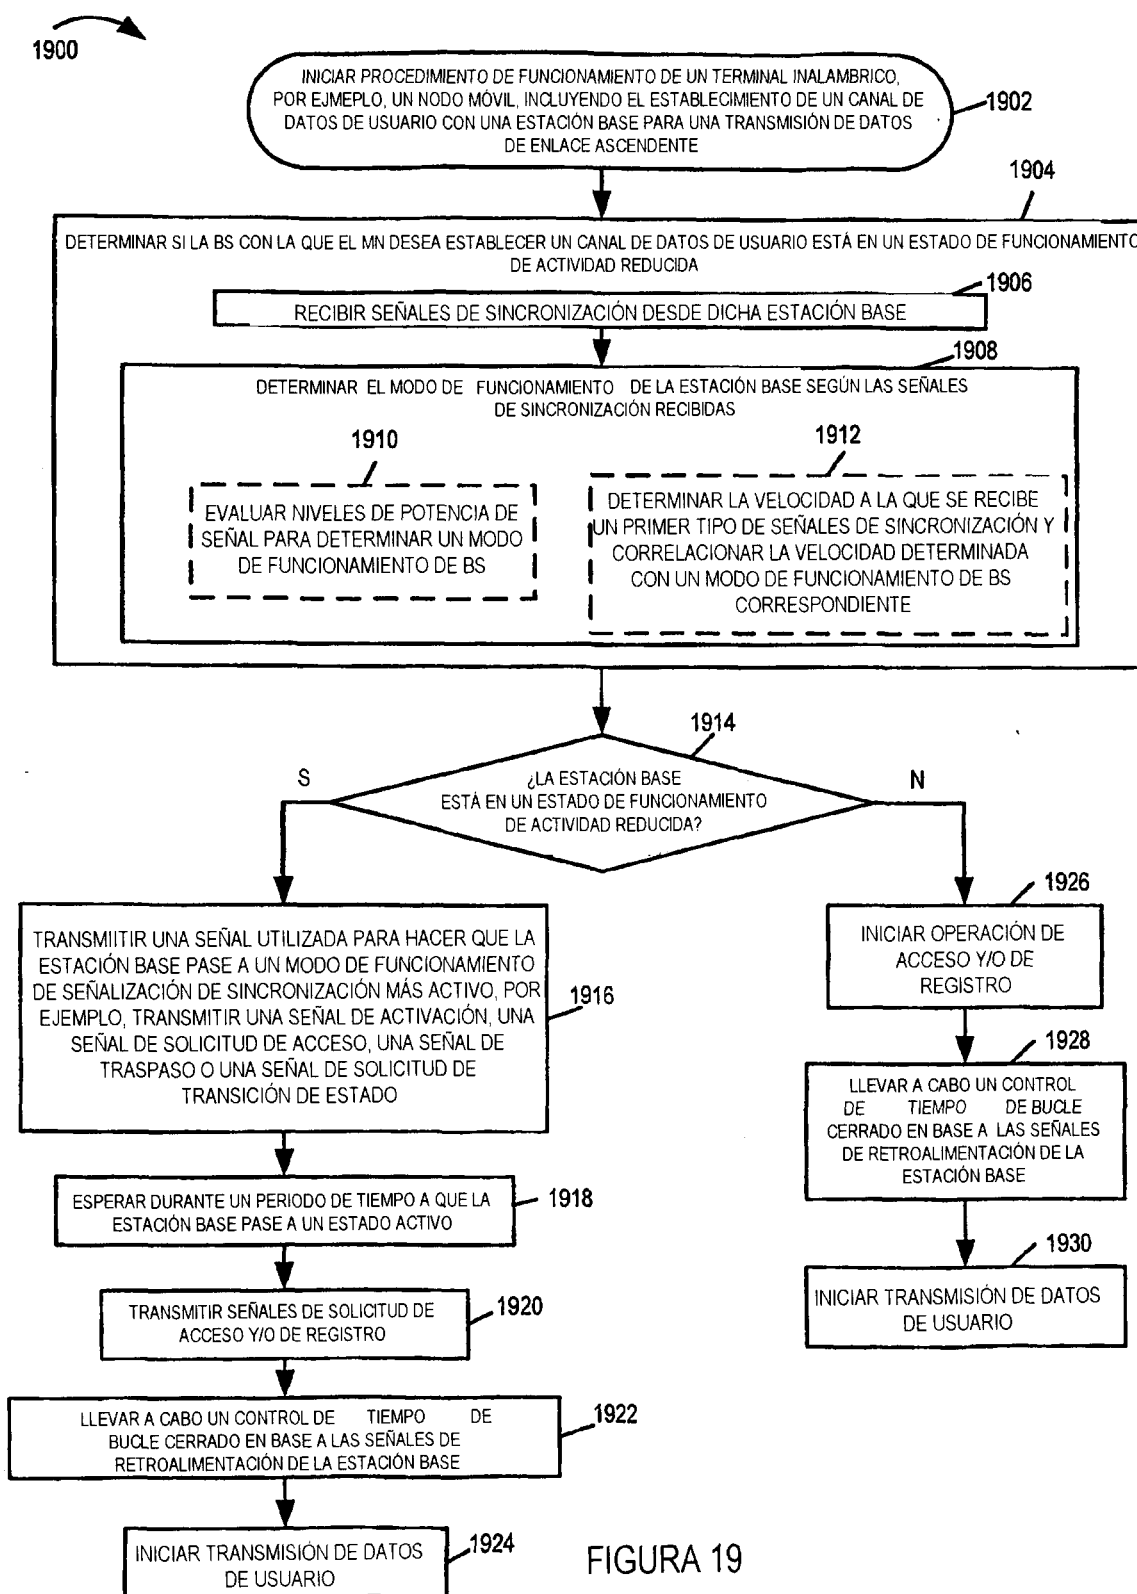 1900
INICIAR PROCEDIMIENTO DE FUNCIONAMIENTO DE UN TERMINAL INALAMBRICO,
POR EJMEPLO, UN NODO MÓVIL, INCLUYENDO EL ESTABLECIMIENTO DE UN CANAL DE
DATOS DE USUARIO CON UNA ESTACIÓN BASE PARA UNA TRANSMISIÓN DE DATOS
DE ENLACE ASCENDENTE
1902
1904
DETERMINAR SI LA BS CON LA QUE EL MN DESEA ESTABLECER UN CANAL DE DATOS DE USUARIO ESTÁ EN UN ESTADO DE FUNCIONAMIENTO
DE ACTIVIDAD REDUCIDA
1906
RECIBIR SEÑALES DE SINCRONIZACIÓN DESDE DICHA ESTACIÓN BASE
1908
DETERMINAR EL MODO DE FUNCIONAMIENTO DE LA ESTACIÓN BASE SEGÚN LAS SEÑALES
DE SINCRONIZACIÓN RECIBIDAS
1910
EVALUAR NIVELES DE POTENCIA DE
SEÑAL PARA DETERMINAR UN MODO
DE FUNCIONAMIENTO DE BS
1912
DETERMINAR LA VELOCIDAD A LA QUE SE RECIBE
UN PRIMER TIPO DE SEÑALES DE SINCRONIZACIÓN Y
CORRELACIONAR LA VELOCIDAD DETERMINADA
CON UN MODO DE FUNCIONAMIENTO DE BS
CORRESPONDIENTE
1914
¿LA ESTACIÓN BASE
ESTÁ EN UN ESTADO DE FUNCIONAMIENTO
DE ACTIVIDAD REDUCIDA?
S
N
TRANSMIITIR UNA SEÑAL UTILIZADA PARA HACER QUE LA
ESTACIÓN BASE PASE A UN MODO DE FUNCIONAMIENTO
DE SEÑALIZACIÓN DE SINCRONIZACIÓN MÁS ACTIVO, POR
EJEMPLO, TRANSMITIR UNA SEÑAL DE ACTIVACIÓN, UNA
SEÑAL DE SOLICITUD DE ACCESO, UNA SEÑAL DE
TRASPASO O UNA SEÑAL DE SOLICITUD DE
TRANSICIÓN DE ESTADO
1916
ESPERAR DURANTE UN PERIODO DE TIEMPO A QUE LA
ESTACIÓN BASE PASE A UN ESTADO ACTIVO
1918
TRANSMITIR SEÑALES DE SOLICITUD DE
ACCESO Y/O DE REGISTRO
1920
LLEVAR A CABO UN CONTROL DE TIEMPO DE
BUCLE CERRADO EN BASE A LAS SEÑALES DE
RETROALIMENTACIÓN DE LA ESTACIÓN BASE
1922
INICIAR TRANSMISIÓN DE DATOS
DE USUARIO
1924
1926
INICIAR OPERACIÓN DE
ACCESO Y/O DE
REGISTRO
1928
LLEVAR A CABO UN CONTROL
DE TIEMPO DE BUCLE
CERRADO EN BASE A LAS SEÑALES
DE RETROALIMENTACIÓN DE LA
ESTACIÓN BASE
1930
INICIAR TRANSMISIÓN DE DATOS
DE USUARIO
FIGURA 19